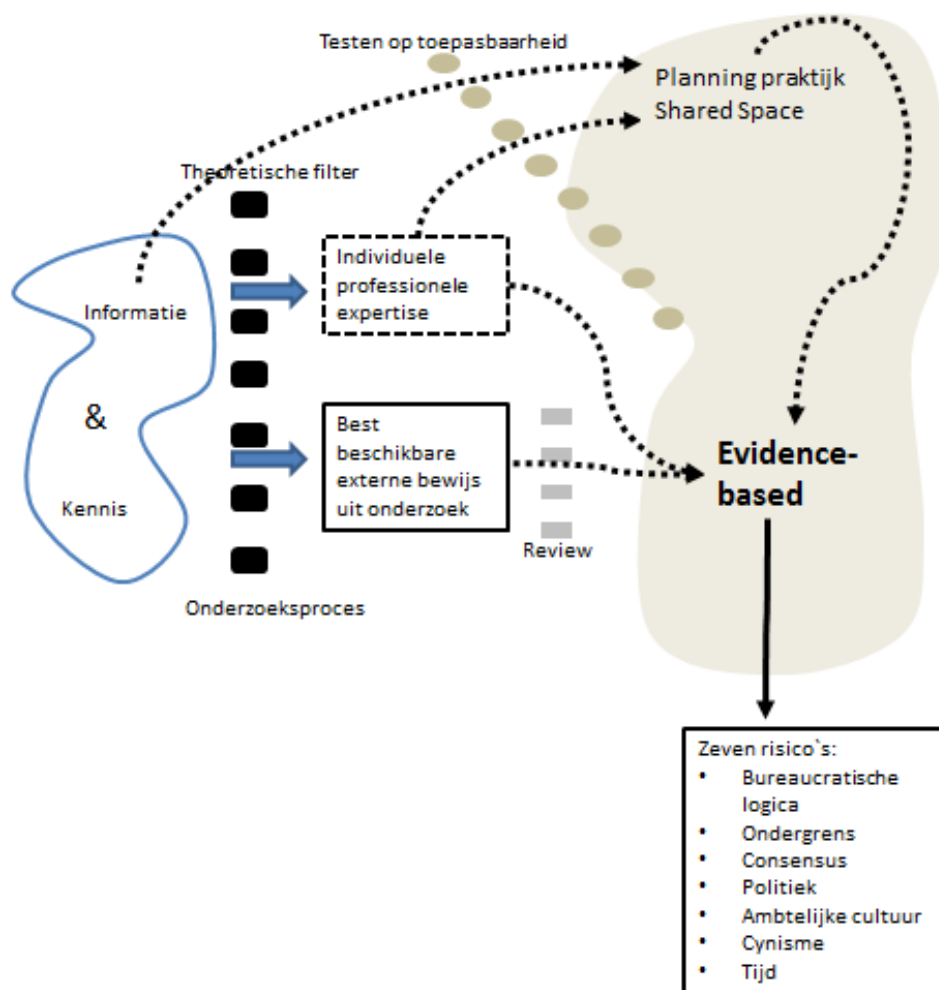 Testen op toepasbaarheid
Planning praktijk
Shared Space
Theoretische filter
Individuele
professionele
expertise
Informatie
&
Kennis
Best
beschikbare
externe bewijs
uit onderzoek
Evidence-
based
Review
Onderzoeksproces
Zeven risico`s:
• Bureaucratische
logica
• Ondergrens
• Consensus
• Politiek
• Ambtelijke cultuur
• Cynisme
• Tijd